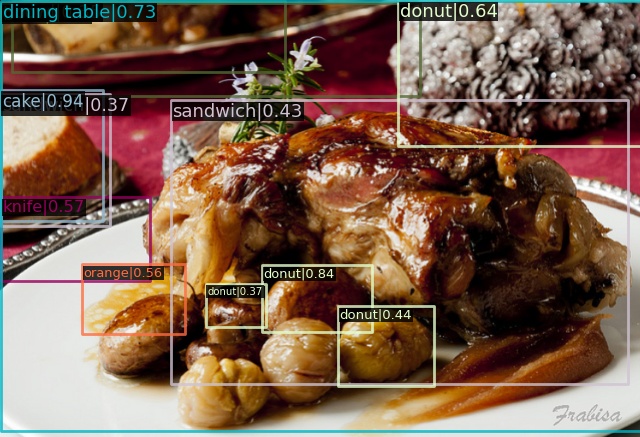 dining table|0.73
donut|0.64
cake|0.94
|0.37
sandwich|0.43
knife|0.57
orange|0.56
donut|0.84
donut|0.37
donut|0.44
Frabisa